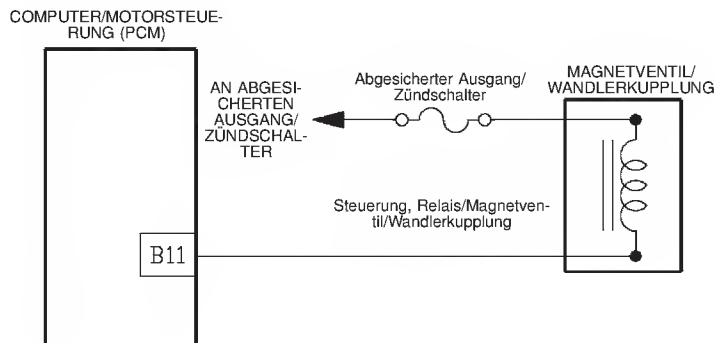 COMPUTER/MOTORSTEUE-
RUNG (PCM)
AN ABGESI-
CHERTEN
AUSGANG/
ZÜNDSCHAL-
TER
Abgesicherter Ausgang/
Zündschalter
MAGNETVENTIL/
WANDLERKUPPLUNG
Steuerung, Relais/Magnetven-
til/Wandlerkupplung
B11